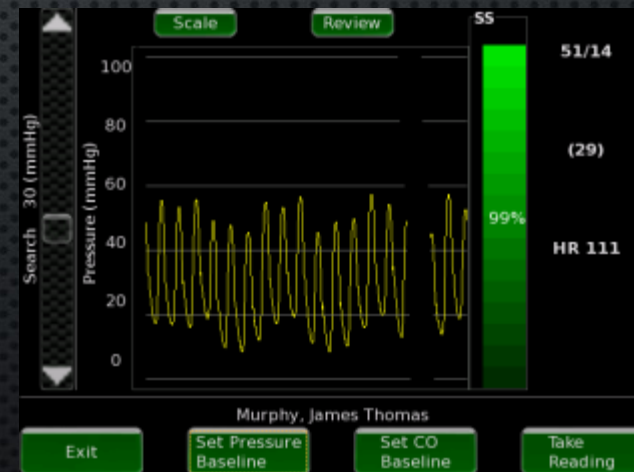 Scale
Review
SS
51/14
100
80
60
40
20
0
Pressure (mmHg)
Search 30 (mmHg)
99%
(29)
HR 111
Murphy, James Thomas
Exit
Set Pressure
Baseline
Set CO
Baseline
Take
Reading